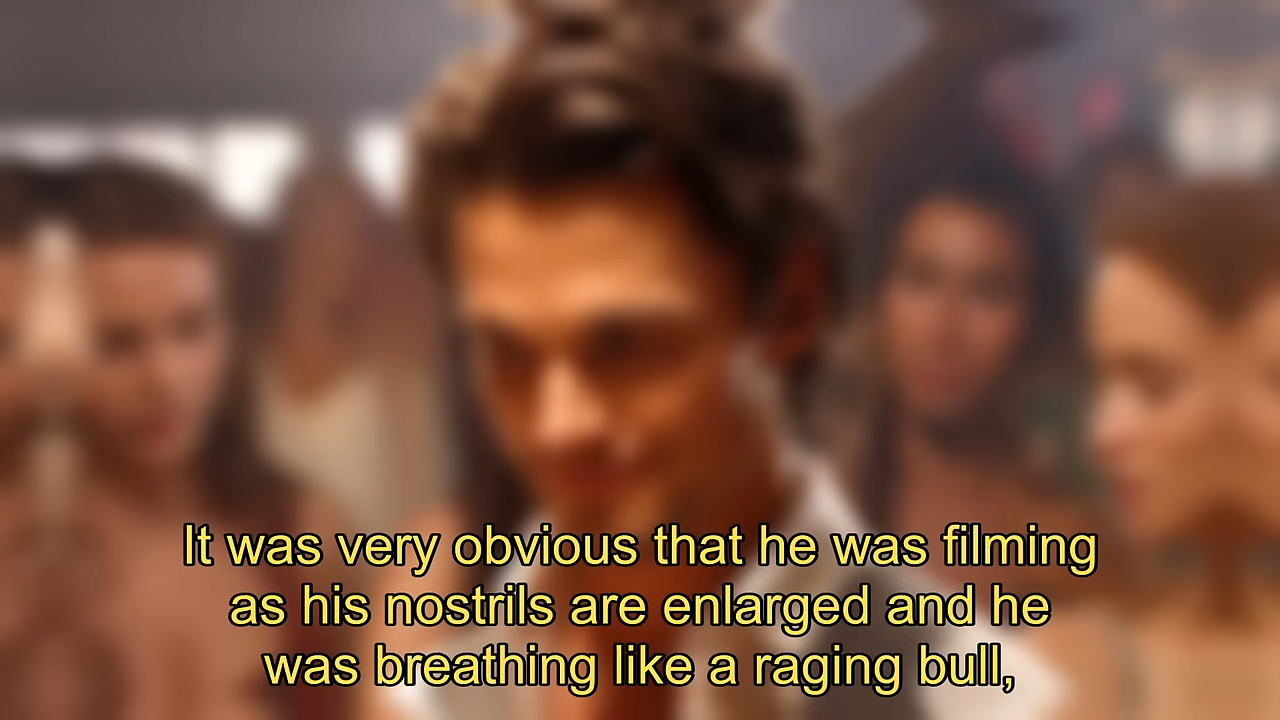 It was very obvious that he was filming
as his nostrils are enlarged and he
was breathing like a raging bull,